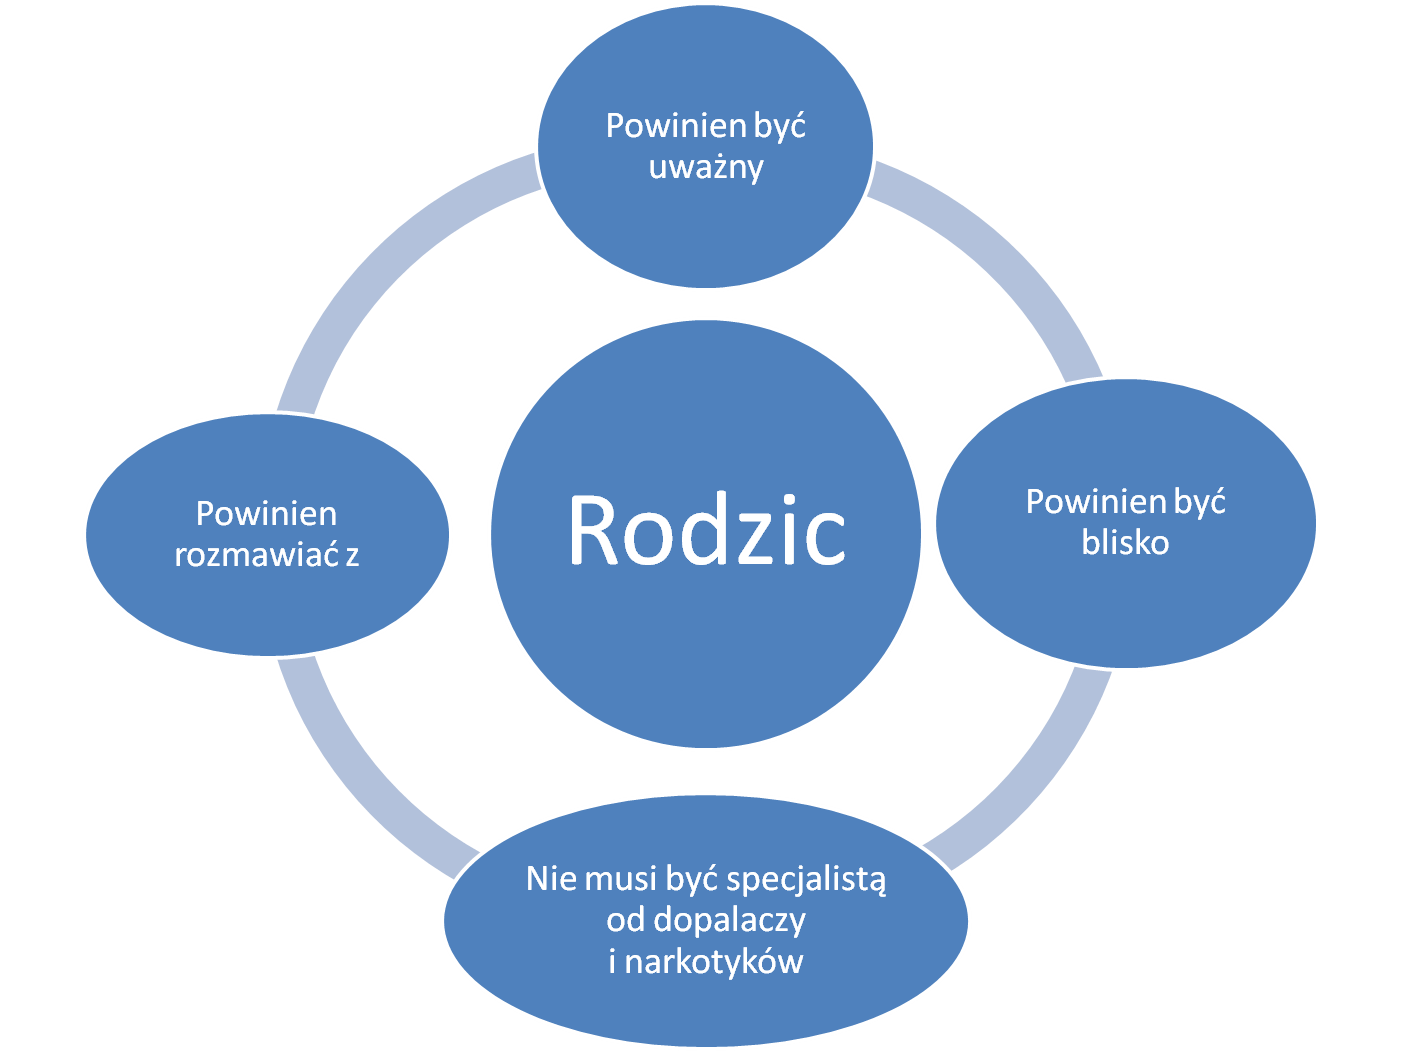 Powinien być
uważny
Rodzic
Powinien być
blisko
Nie musi być specjalistą
od dopalaczy
i narkotyków
Powinien
rozmawiać z